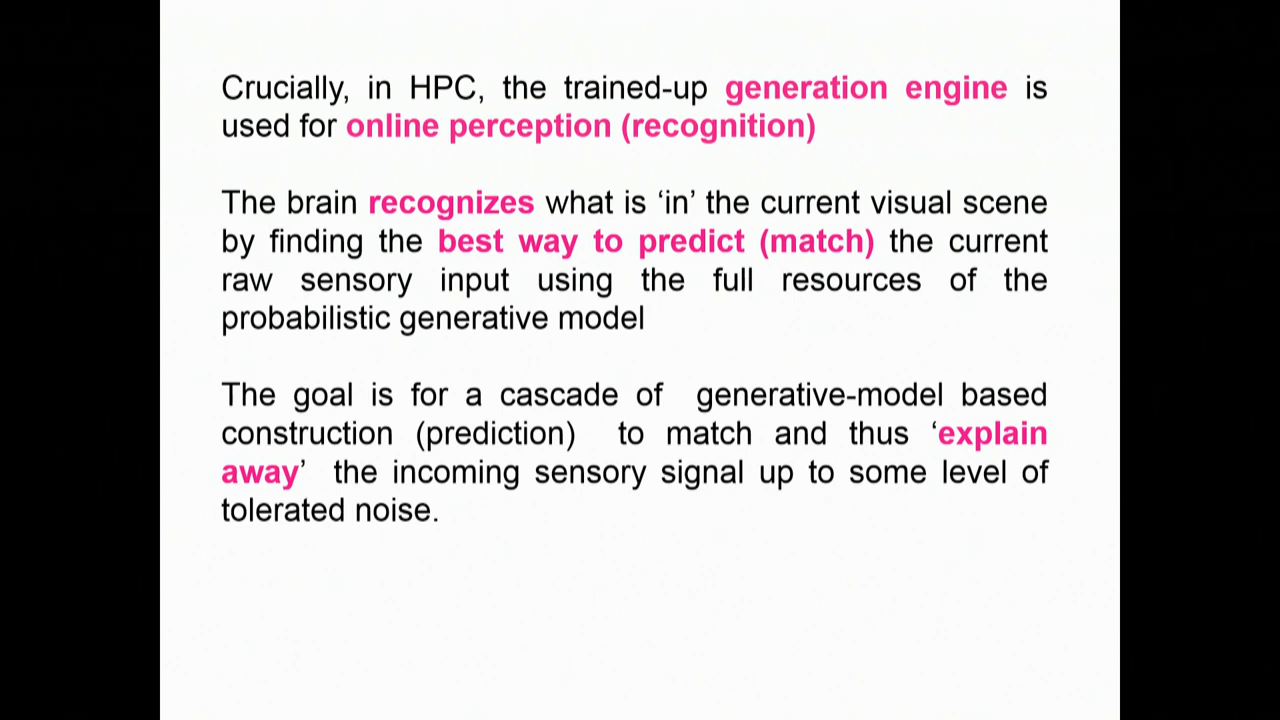 Crucially, in HPC, the trained-up generation engine is
used for online perception (recognition)
The brain recognizes what is ‘in’ the current visual scene
by finding the best way to predict (match) the current
raw sensory input using the full resources of the
probabilistic generative model
The goal is for a cascade of generative-model based
construction (prediction) to match and thus ‘explain
away’ the incoming sensory signal up to some level of
tolerated noise.